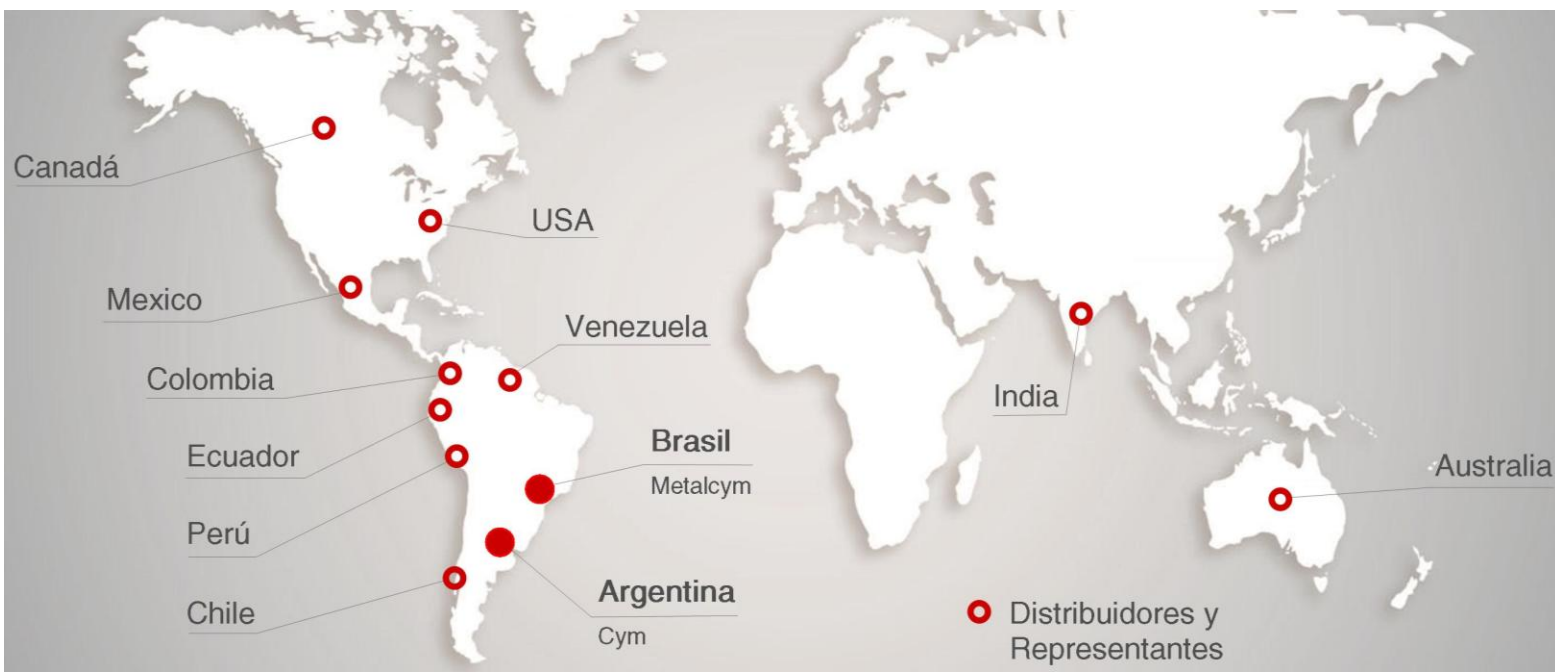 Canadá
USA
Mexico
Venezuela
Colombia
India
Ecuador
Brasil
Metalcym
Australia
Perú
Argentina
Cym
Chile
Distribuidores y
Representantes